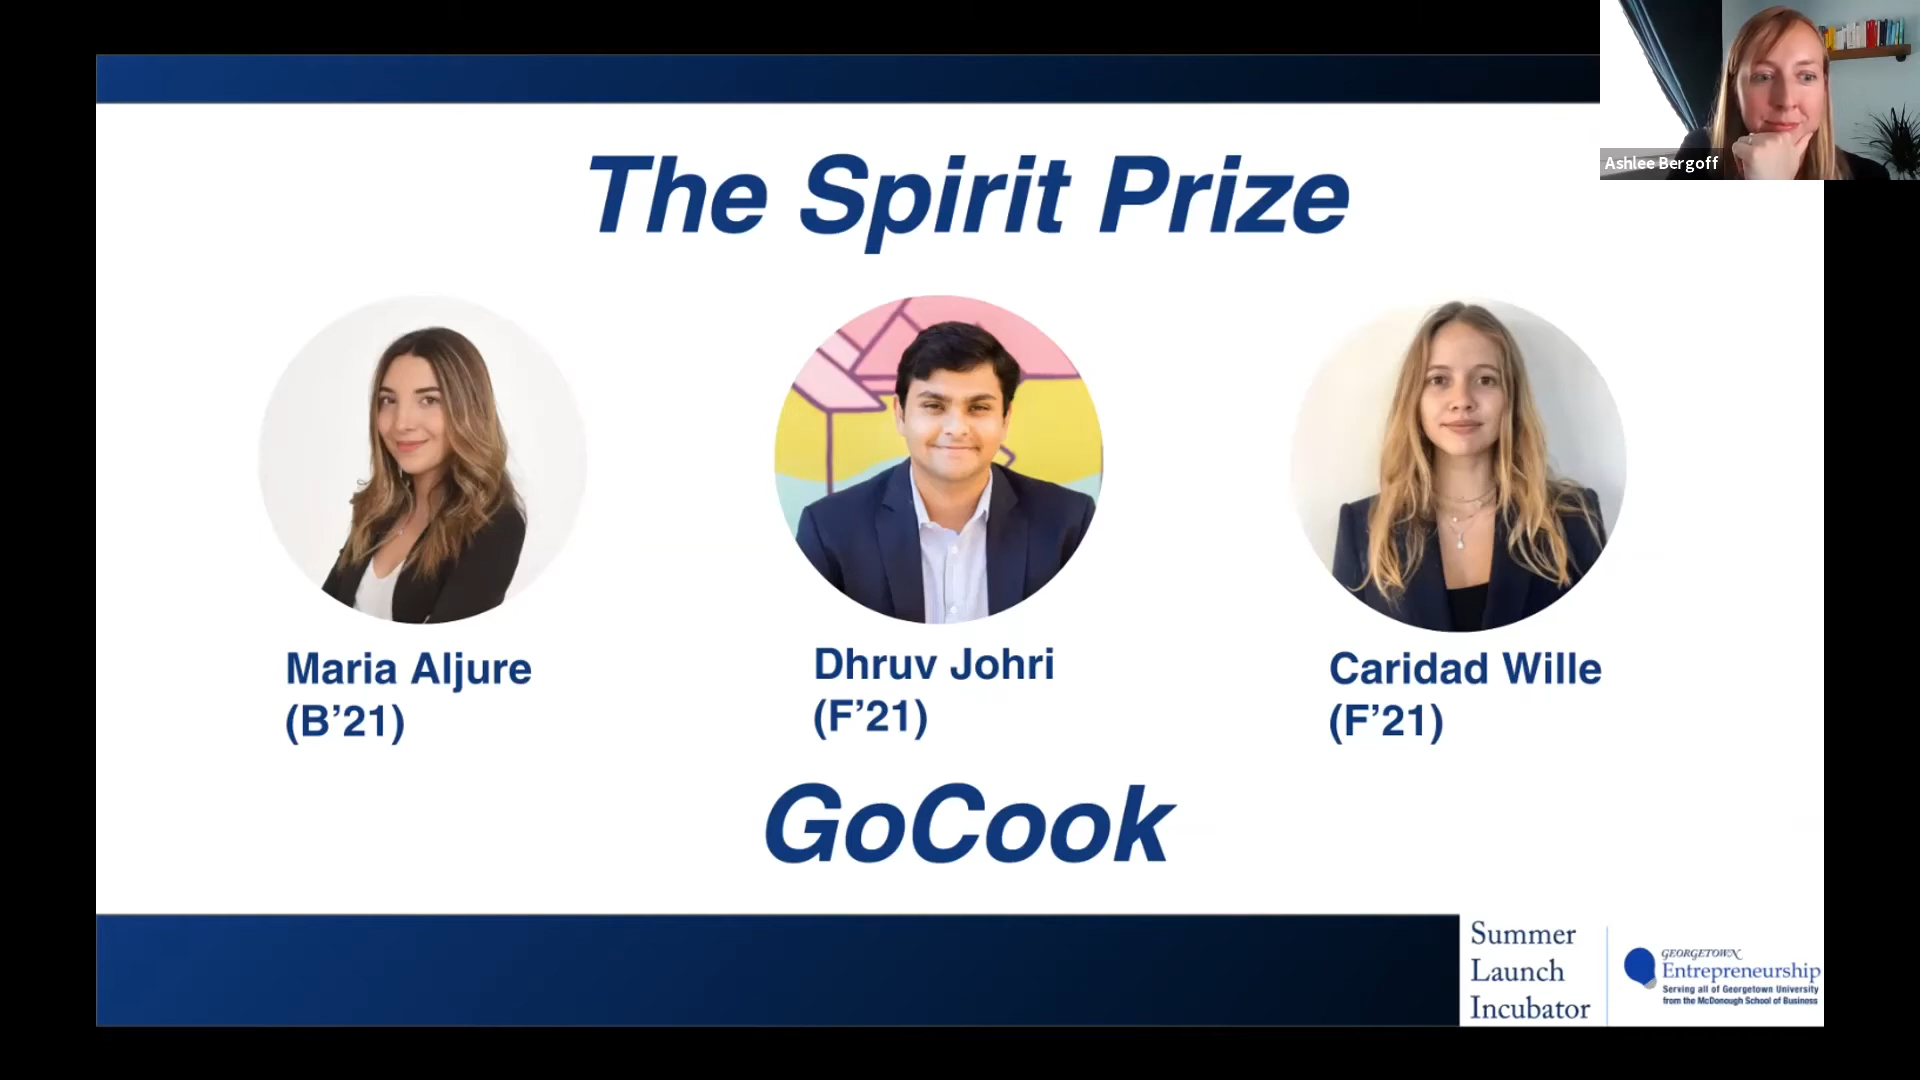 The Spirit Prize
Ashlee Bergoff
Maria Aljure
(B’21)
Dhruv Johri
(F’21)
Caridad Wille
(F’21)
GoCook
Summer
Launch
Incubator
GEORGETOWN
Entrepreneurship
Serving all of Georgetown University
from the McDonough School of Business